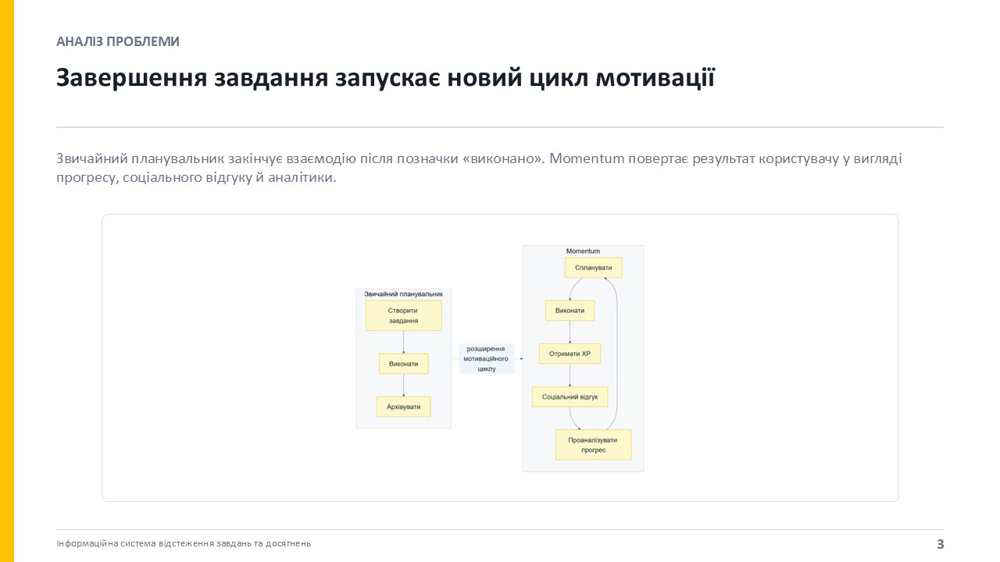 АНАЛІЗ ПРОБЛЕМИ
Завершення завдання запускає новий цикл мотивації
Звичайний планувальник закінчує взаємодію після позначки «виконано». Momentum повертає результат користувачу у вигляді
прогресу, соціального відгуку й аналітики.
Звичайний планувальник
Створити
завдання
Виконати
Архівувати
розширення
мотиваційного
циклу
Momentum
Спланувати
Виконати
Отримати XP
Соціальний відгук
Проаналізувати
прогрес
Інформаційна система відстеження завдань та досягнень
3